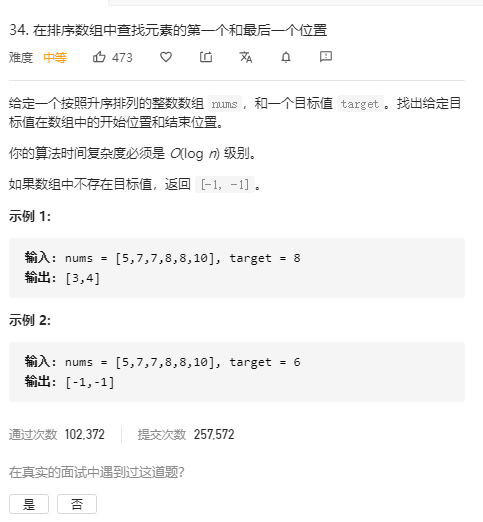 34. 在排序数组中查找元素的第一个和最后一个位置
难度 中等 473
给定一个按照升序排列的整数数组 nums，和一个目标值 target。找出给定目
标值在数组中的开始位置和结束位置。
你的算法时间复杂度必须是 O(log n) 级别。
如果数组中不存在目标值，返回 [-1, -1]。
示例 1:
输入: nums = [5,7,7,8,8,10], target = 8
输出: [3,4]
示例 2:
输入: nums = [5,7,7,8,8,10], target = 6
输出: [-1,-1]
通过次数 102,372 提交次数 257,572
在真实的面试中遇到过这道题?
是 否